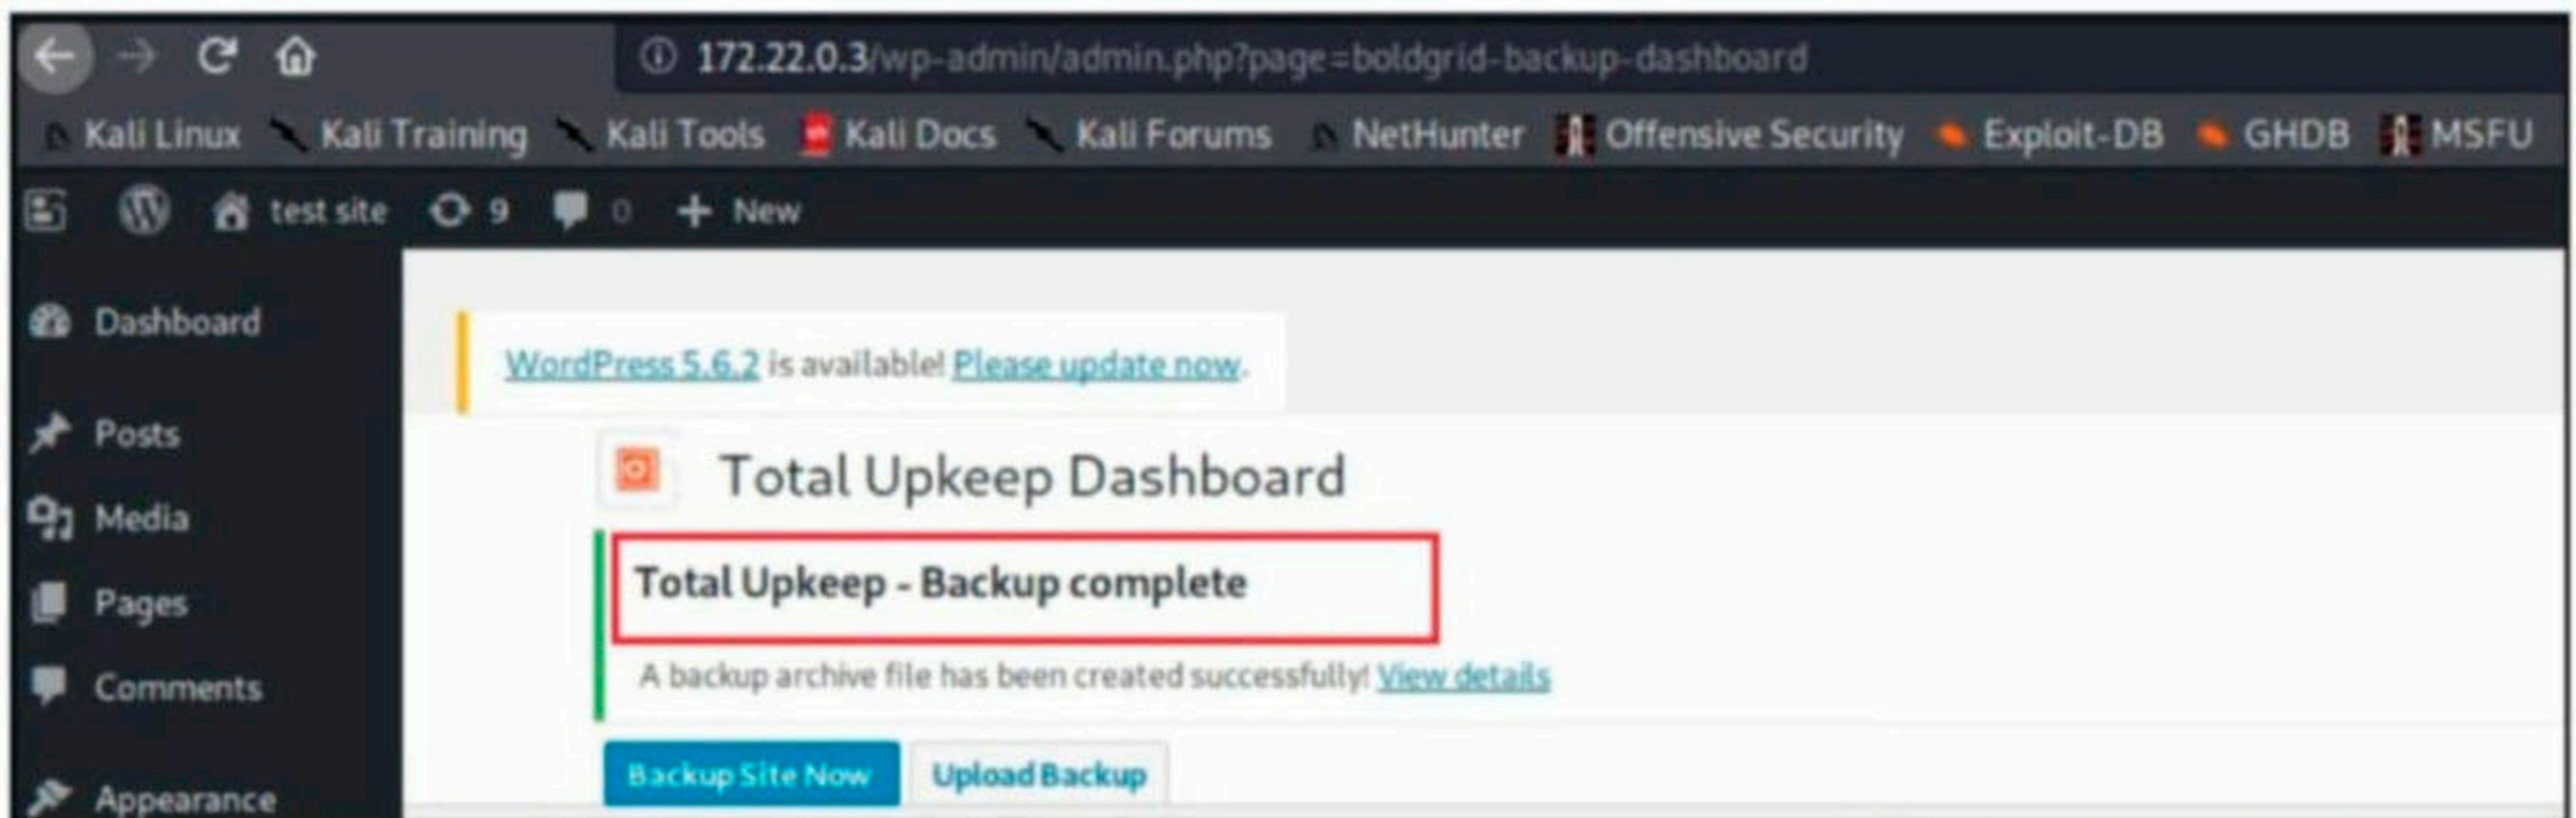 172.22.0.3/wp-admin/admin.php?page=boldgrid-backup-dashboard
Kali Linux Kali Training Kali Tools Kali Docs Kali Forums NetHunter Offensive Security Exploit-DB GHDB MSFU
test site 9 0 + New
Dashboard
WordPress 5.6.2 is available! Please update now.
Posts
Total Upkeep Dashboard
Media
Total Upkeep - Backup complete
Pages
A backup archive file has been created successfully! View details
Comments
Backup Site Now Upload Backup
Appearance